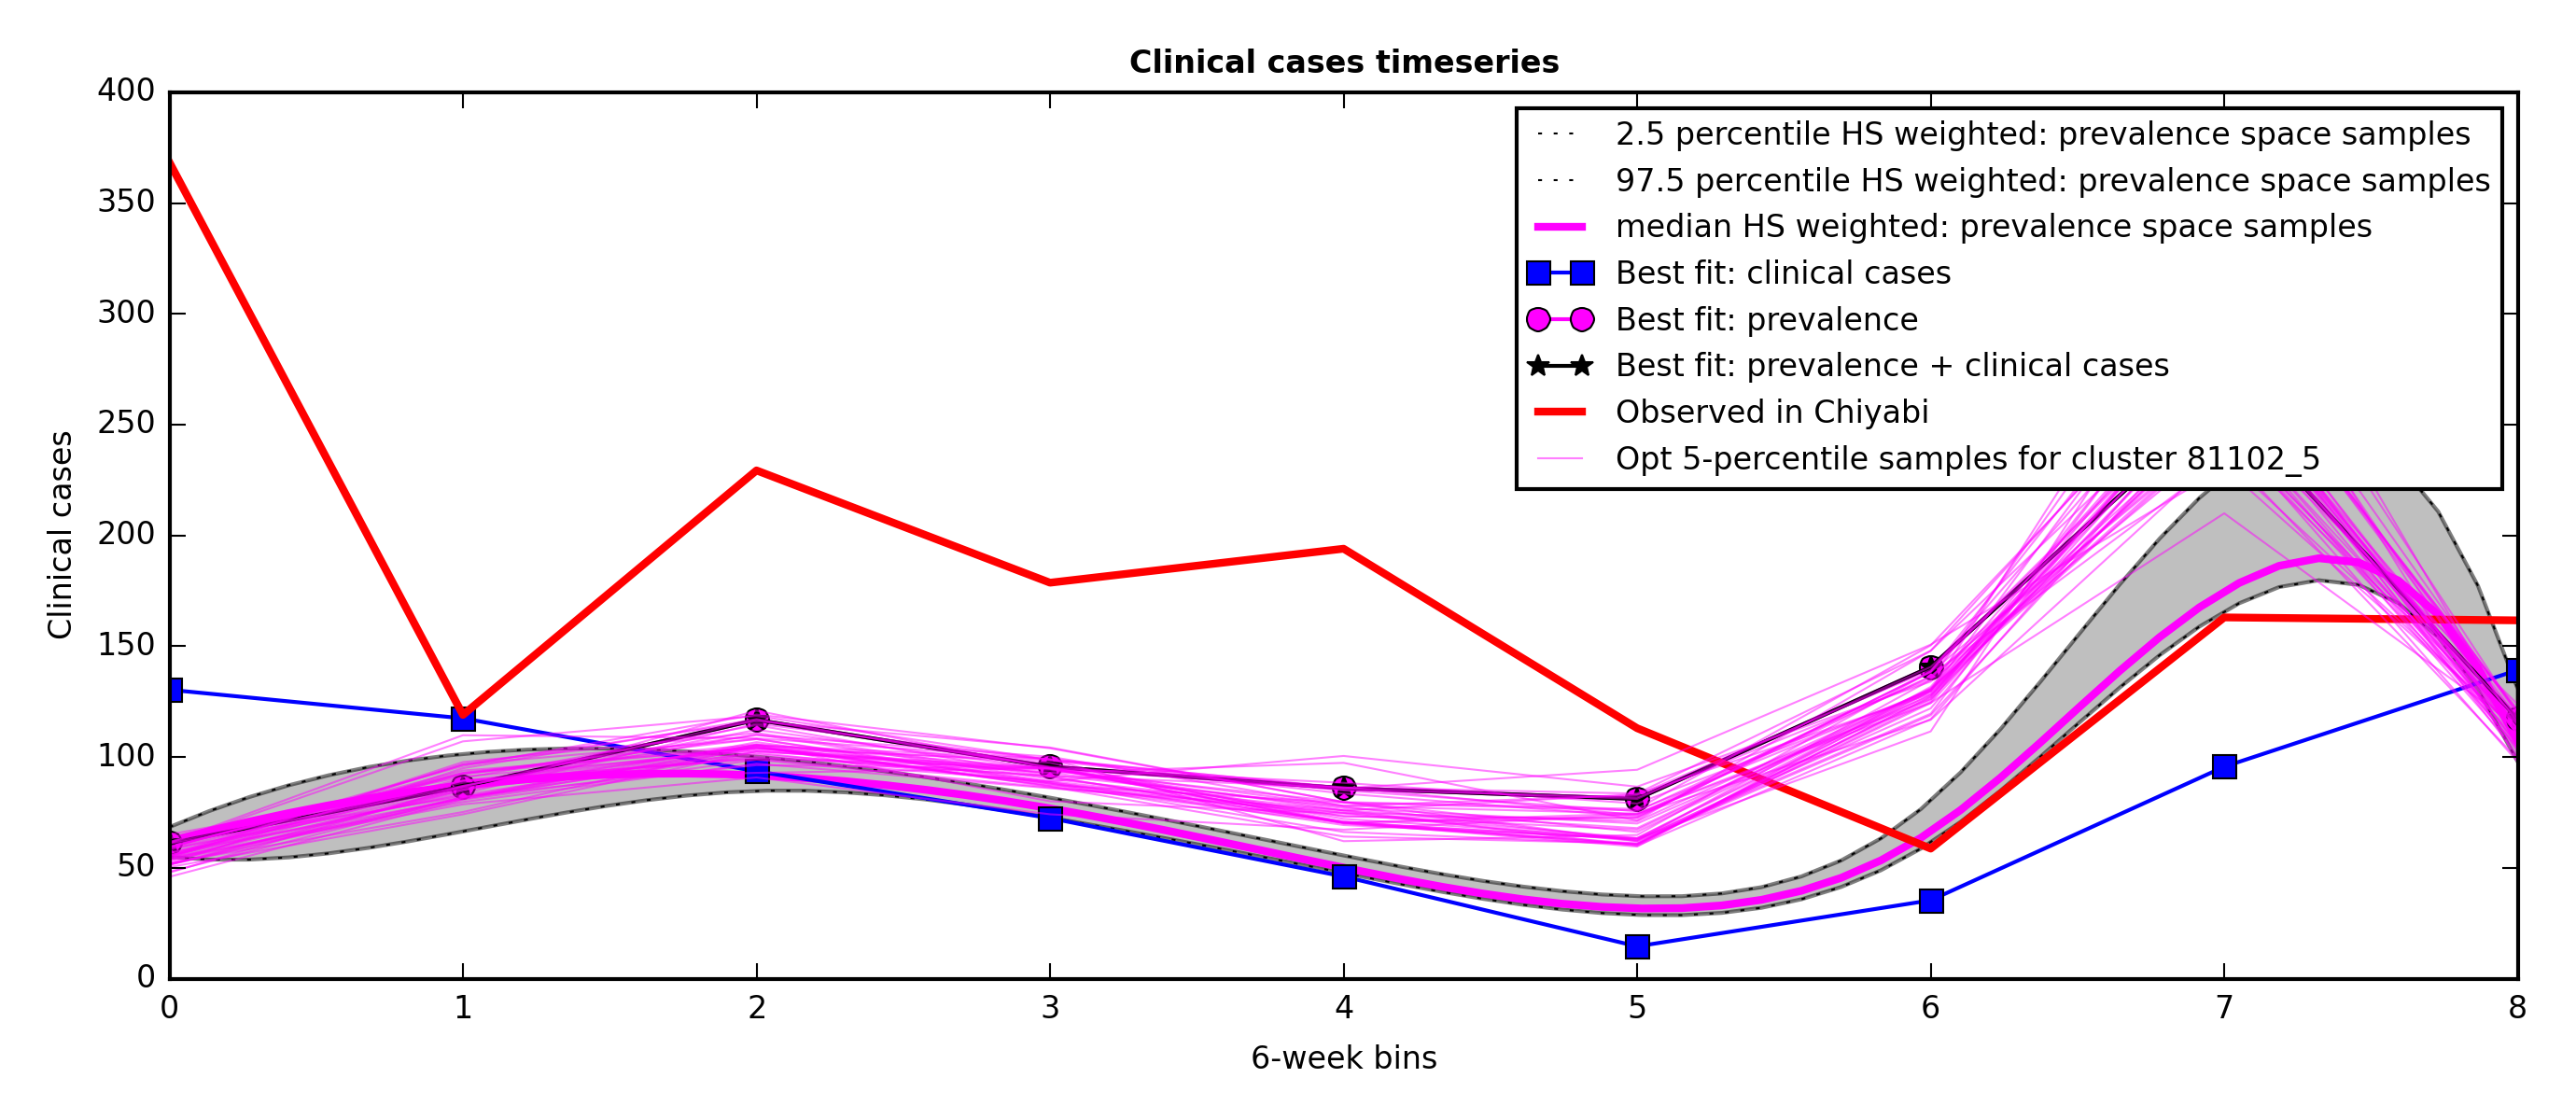 Clinical cases timeseries
400
350
300
250
200
150
100
50
0
Clinical cases
2.5 percentile HS weighted: prevalence space samples
97.5 percentile HS weighted: prevalence space samples
median HS weighted: prevalence space samples
Best fit: clinical cases
Best fit: prevalence
Best fit: prevalence + clinical cases
Observed in Chiyabi
Opt 5-percentile samples for cluster 81102_5
0 1 2 3 4 5 6 7 8
6-week bins